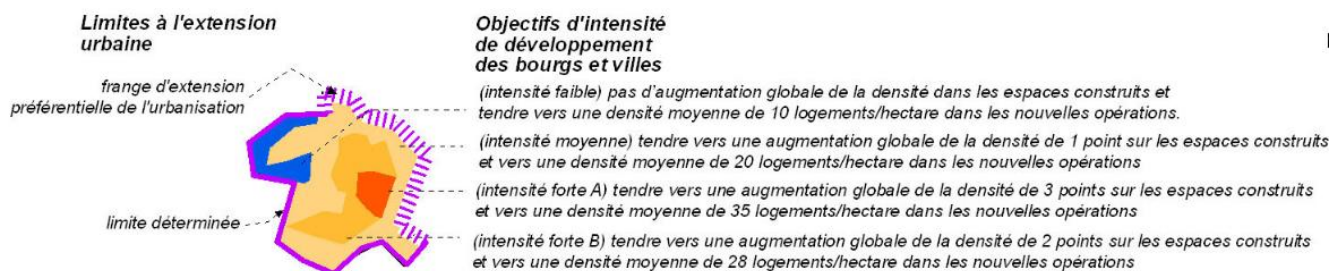 Limites à l'extension
urbaine
frange d'extension
préférentielle de l'urbanisation
limite déterminée
Objectifs d'intensité
de développement
des bourgs et villes
(intensité faible) pas d'augmentation globale de la densité dans les espaces construits et
tendre vers une densité moyenne de 10 logements/hectare dans les nouvelles opérations.
(intensité moyenne) tendre vers une augmentation globale de la densité de 1 point sur les espaces construits
et vers une densité moyenne de 20 logements/hectare dans les nouvelles opérations
(intensité forte A) tendre vers une augmentation globale de la densité de 3 points sur les espaces construits
et vers une densité moyenne de 35 logements/hectare dans les nouvelles opérations
(intensité forte B) tendre vers une augmentation globale de la densité de 2 points sur les espaces construits
et vers une densité moyenne de 28 logements/hectare dans les nouvelles opérations